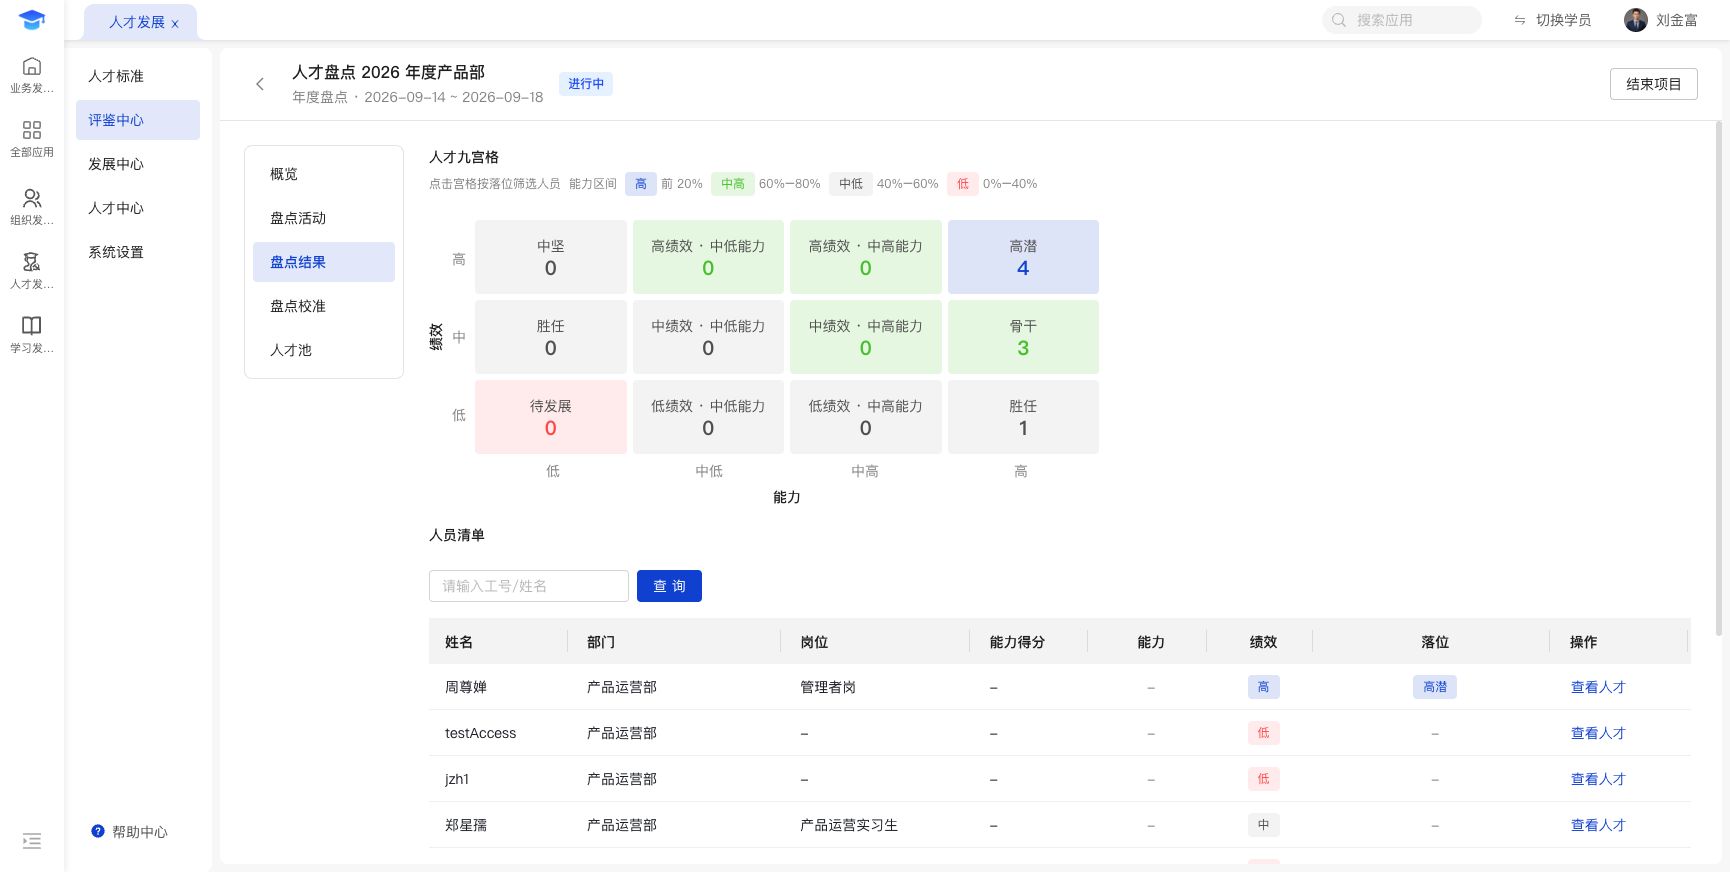 人才发展 x
搜索应用
切换学员
刘金富
业务发...
全部应用
组织发...
人才发...
学习发...
人才标准
评鉴中心
发展中心
人才中心
系统设置
帮助中心
人才盘点 2026 年度产品部
年度盘点 · 2026-09-14 ~ 2026-09-18
进行中
结束项目
概览
盘点活动
盘点结果
盘点校准
人才池
人才九宫格
点击宫格按落位筛选人员 能力区间 高 前 20% 中高 60%—80% 中低 40%—60% 低 0%—40%
绩效
高
中坚
0
高绩效 · 中低能力
0
高绩效 · 中高能力
0
高潜
4
中
胜任
0
中绩效 · 中低能力
0
中绩效 · 中高能力
0
骨干
3
低
待发展
0
低绩效 · 中低能力
0
低绩效 · 中高能力
0
胜任
1
低 中低 中高 高
能力
人员清单
请输入工号/姓名
查 询
姓名 部门 岗位 能力得分 能力 绩效 落位 操作
周尊婵 产品运营部 管理者岗 – – 高 高潜 查看人才
testAccess 产品运营部 – – – 低 – 查看人才
jzh1 产品运营部 – – – 低 – 查看人才
郑星孺 产品运营部 产品运营实习生 – – 中 – 查看人才